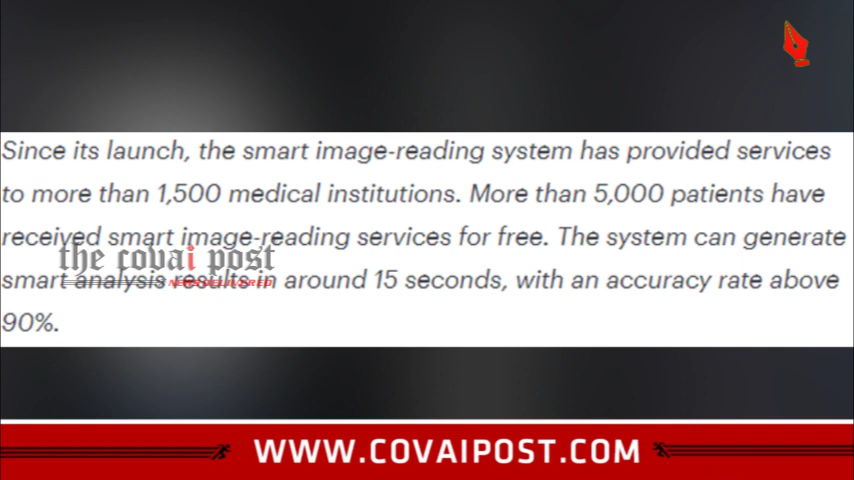 Since its launch, the smart image-reading system has provided services
to more than 1,500 medical institutions. More than 5,000 patients have
received smart image-reading services for free. The system can generate
the covai post
smart analysis results in around 15 seconds, with an accuracy rate above
NEWS DELIVERED
90%.
WWW.COVAIPOST.COM